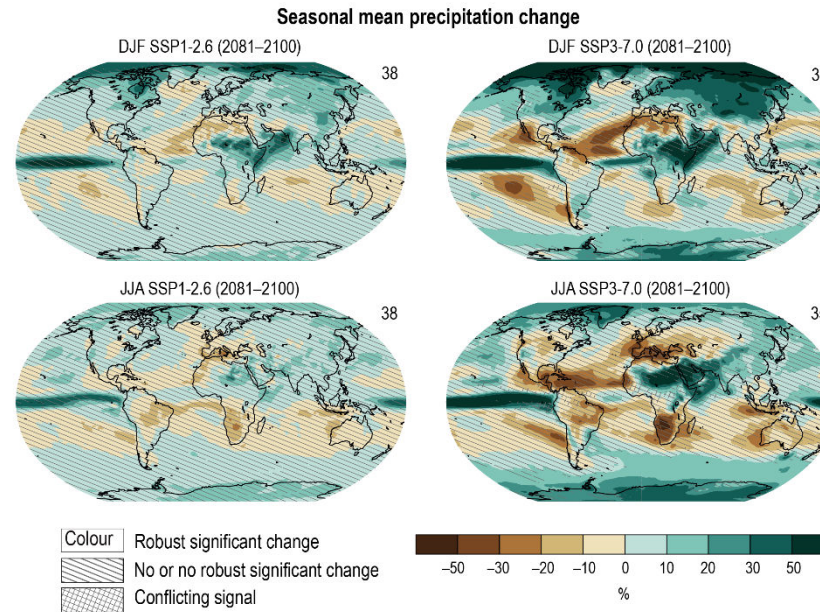 Seasonal mean precipitation change
DJF SSP1-2.6 (2081–2100)
DJF SSP3-7.0 (2081–2100)
38
3
JJA SSP1-2.6 (2081–2100)
JJA SSP3-7.0 (2081–2100)
38
3
Colour
Robust significant change
No or no robust significant change
Conflicting signal
–50 –30 –20 –10 0 10 20 30 50
%